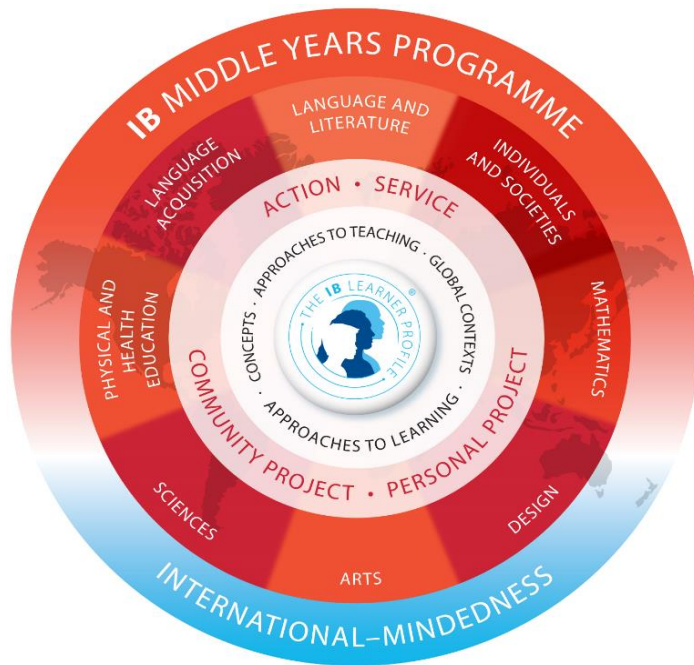 IB MIDDLE YEARS PROGRAMME
LANGUAGE AND
LITERATURE
INDIVIDUALS
AND SOCIETIES
MATHEMATICS
DESIGN
ARTS
SCIENCES
PHYSICAL AND
HEALTH
EDUCATION
LANGUAGE
ACQUISITION
ACTION • SERVICE
COMMUNITY PROJECT • PERSONAL PROJECT
CONCEPTS · APPROACHES TO TEACHING · GLOBAL CONTEXTS ·
APPROACHES TO LEARNING ·
THE IB LEARNER PROFILE ®
INTERNATIONAL–MINDEDNESS